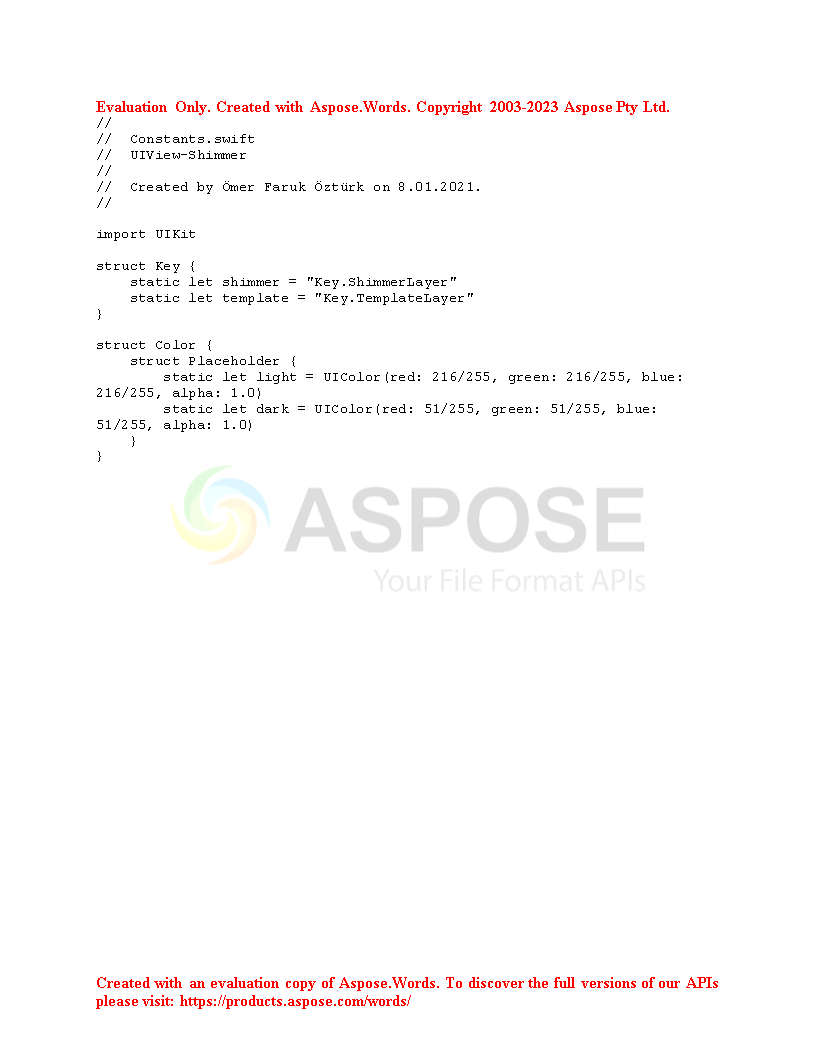 Evaluation Only. Created with Aspose.Words. Copyright 2003-2023 Aspose Pty Ltd.
//
//  Constants.swift
//  UIView-Shimmer
//
//  Created by Ömer Faruk Öztürk on 8.01.2021.
//
import UIKit
struct Key {
    static let shimmer = "Key.ShimmerLayer"
    static let template = "Key.TemplateLayer"
}
struct Color {
    struct Placeholder {
        static let light = UIColor(red: 216/255, green: 216/255, blue:
216/255, alpha: 1.0)
        static let dark = UIColor(red: 51/255, green: 51/255, blue:
51/255, alpha: 1.0)
    }
}
ASPOSE
Your File Format APIs
Created with an evaluation copy of Aspose.Words. To discover the full versions of our APIs
please visit: https://products.aspose.com/words/